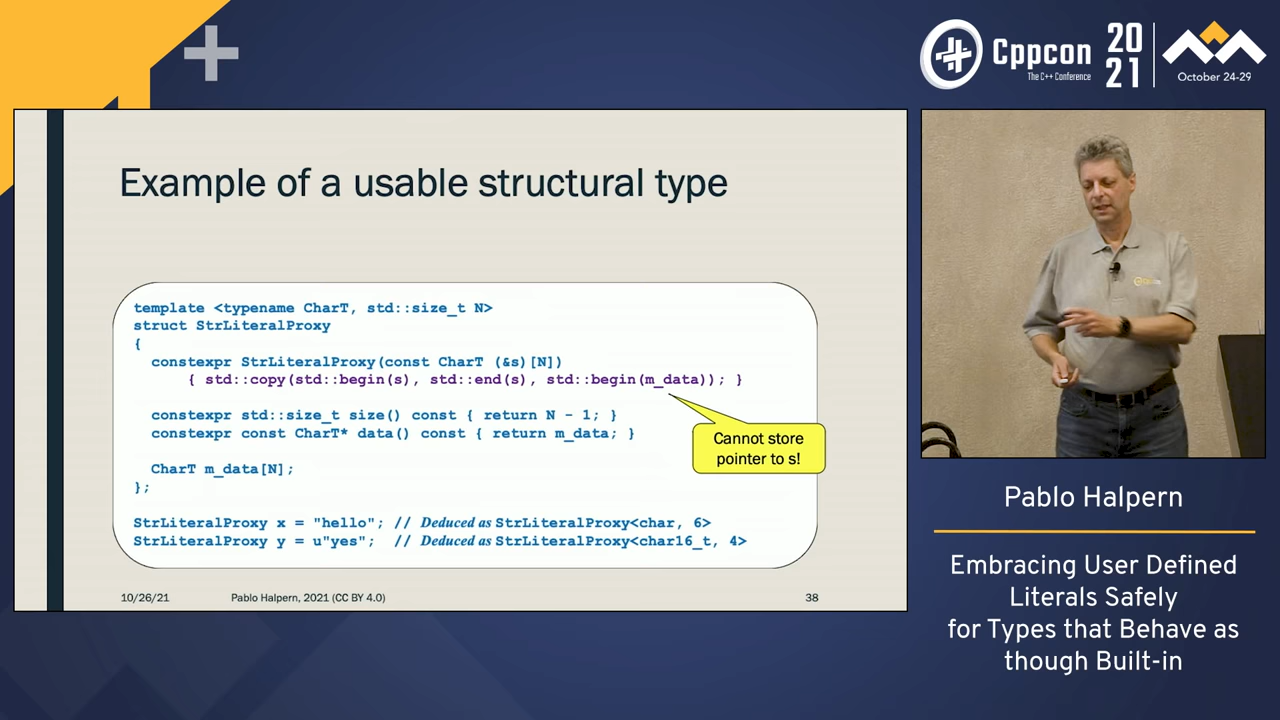 Cppcon
The C++ Conference
20
21
October 24-29
Example of a usable structural type
template <typename CharT, std::size_t N>
struct StrLiteralProxy
{
constexpr StrLiteralProxy(const CharT (&s)[N])
{ std::copy(std::begin(s), std::end(s), std::begin(m_data)); }
constexpr std::size_t size() const { return N - 1; }
constexpr const CharT* data() const { return m_data; }
Cannot store
pointer to s!
CharT m_data[N];
};
StrLiteralProxy x = "hello"; // Deduced as StrLiteralProxy<char, 6>
StrLiteralProxy y = u"yes"; // Deduced as StrLiteralProxy<char16_t, 4>
10/26/21
Pablo Halpern, 2021 (CC BY 4.0)
38
Pablo Halpern
Embracing User Defined
Literals Safely
for Types that Behave as
though Built-in